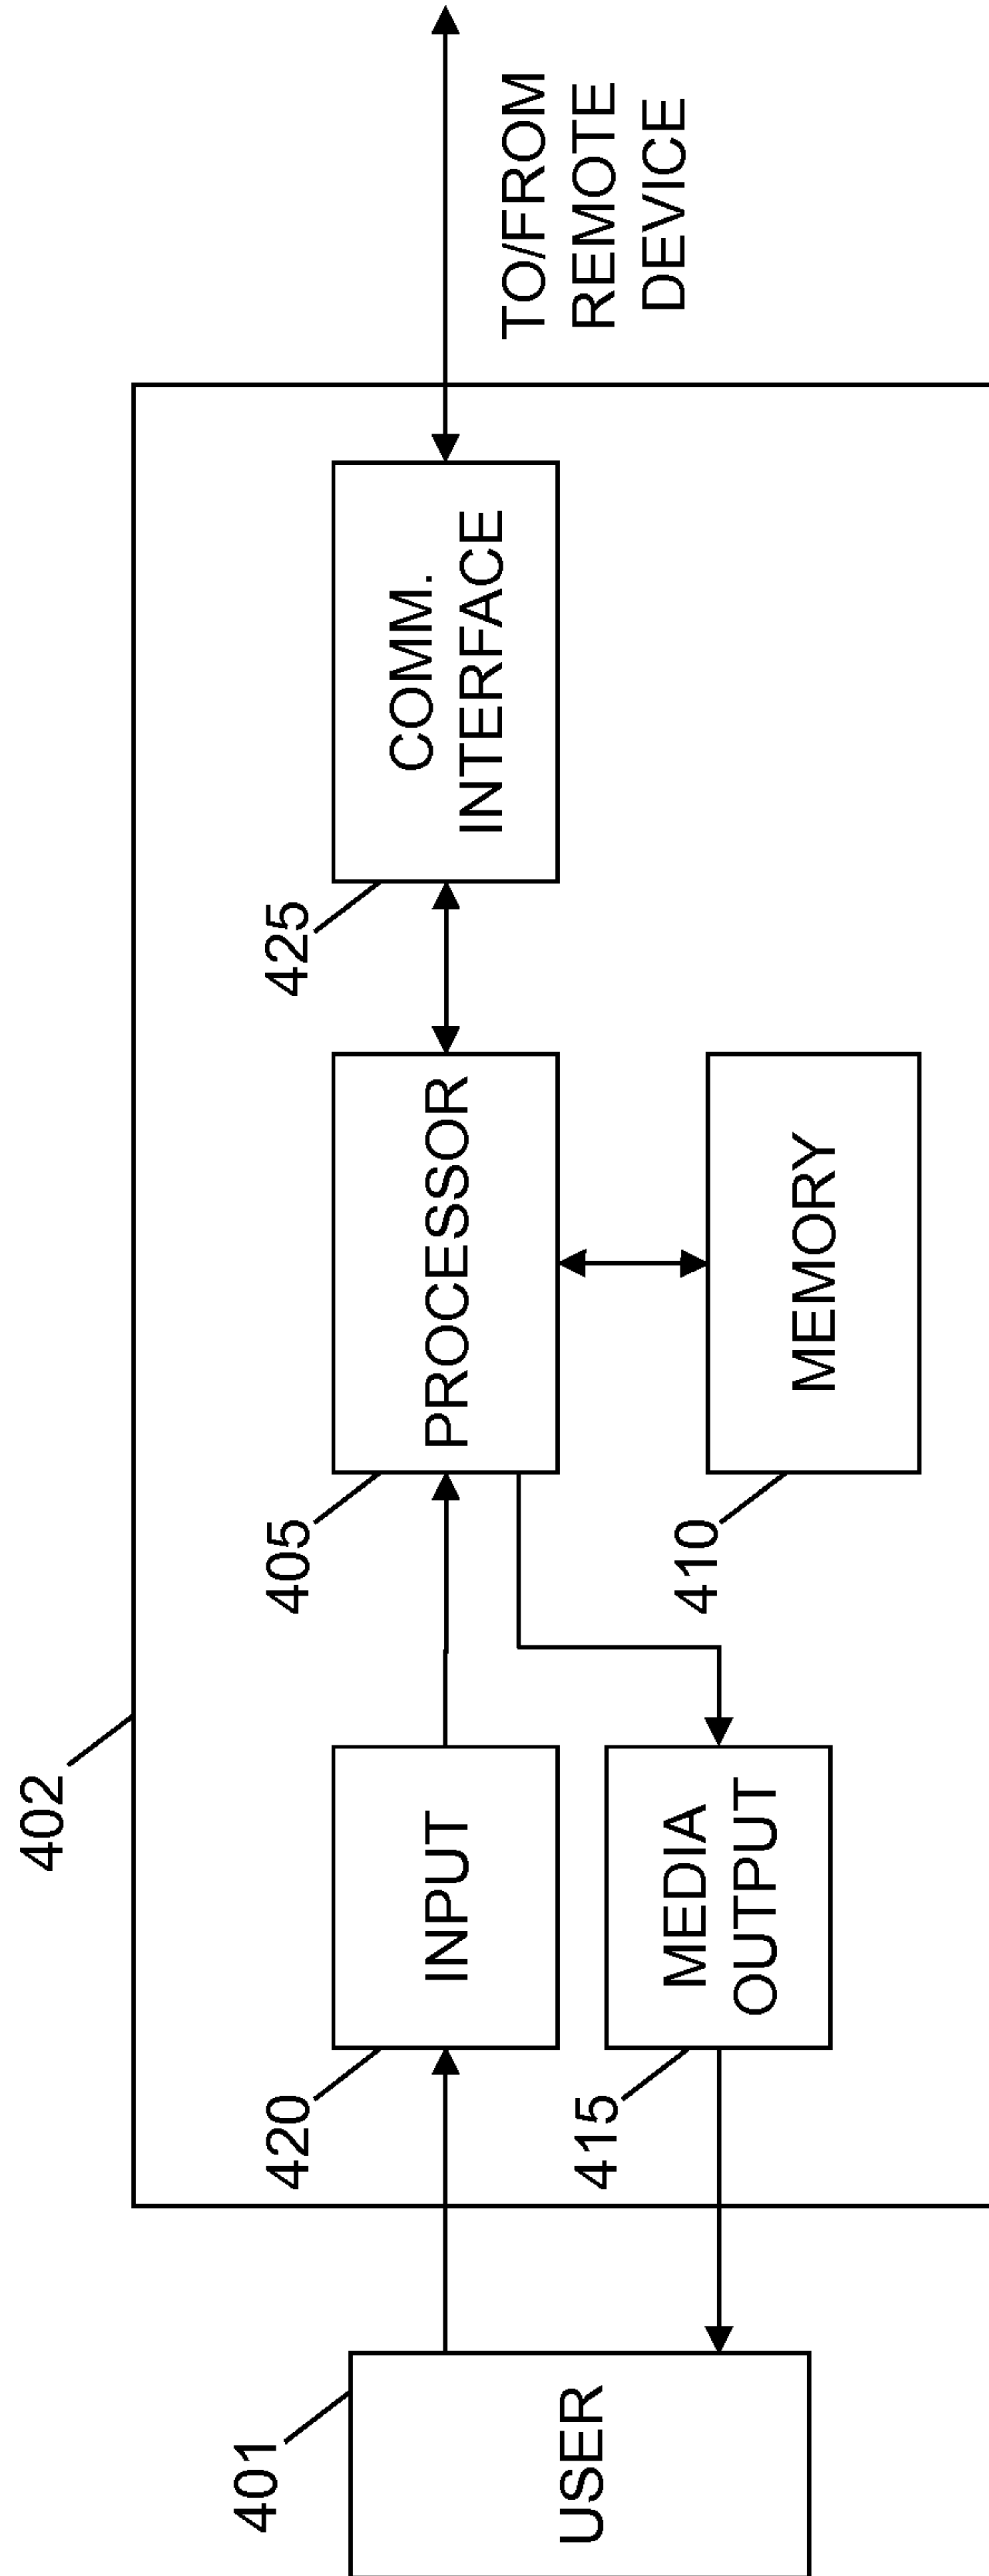 402
401
USER
420
INPUT
405
PROCESSOR
425
COMM.
INTERFACE
TO/FROM
REMOTE
DEVICE
415
MEDIA
OUTPUT
410
MEMORY